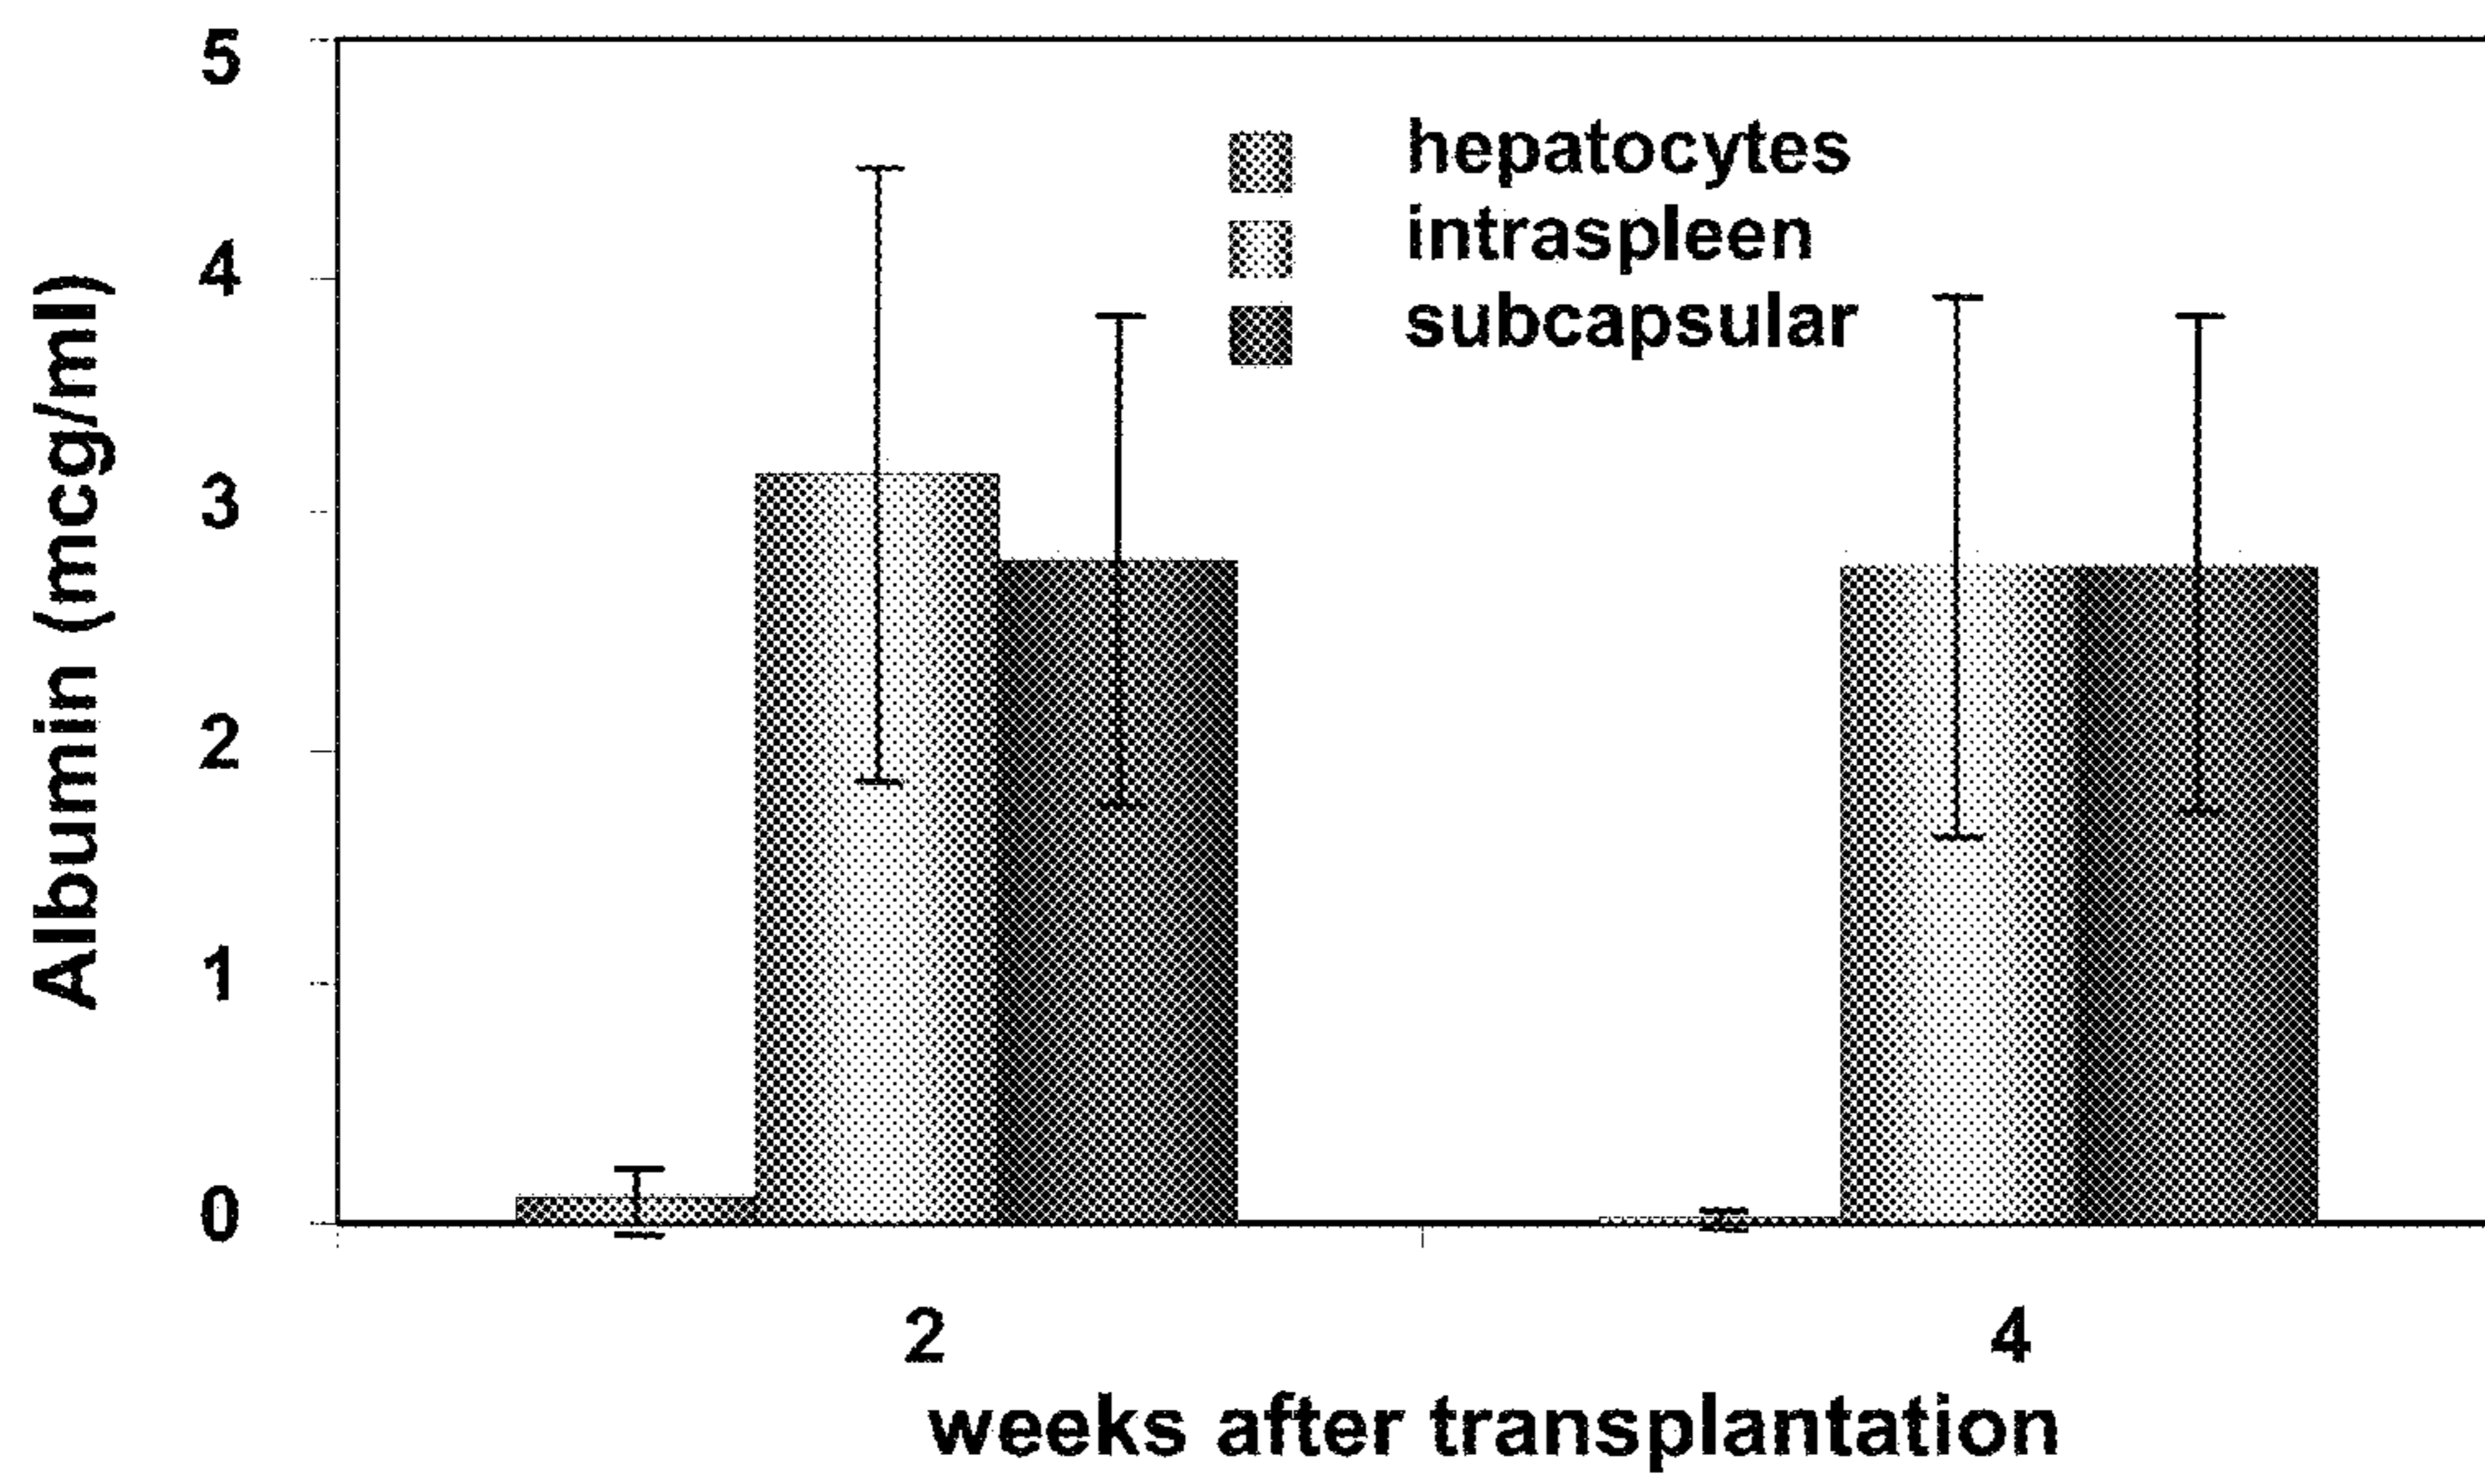 5
hepatocytes
intraspleen
4
subcapsular
Albumin (mcg/ml)
3
2
1
0
2 4
weeks after transplantation